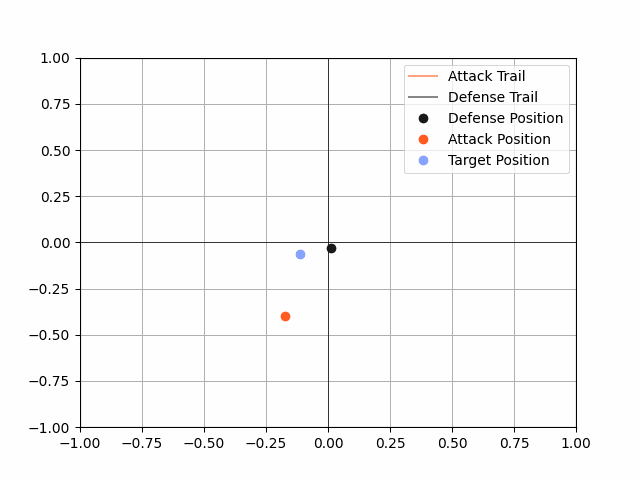 1.00
0.75
0.50
0.25
0.00
−0.25
−0.50
−0.75
−1.00
−1.00 −0.75 −0.50 −0.25 0.00 0.25 0.50 0.75 1.00
Attack Trail
Defense Trail
Defense Position
Attack Position
Target Position